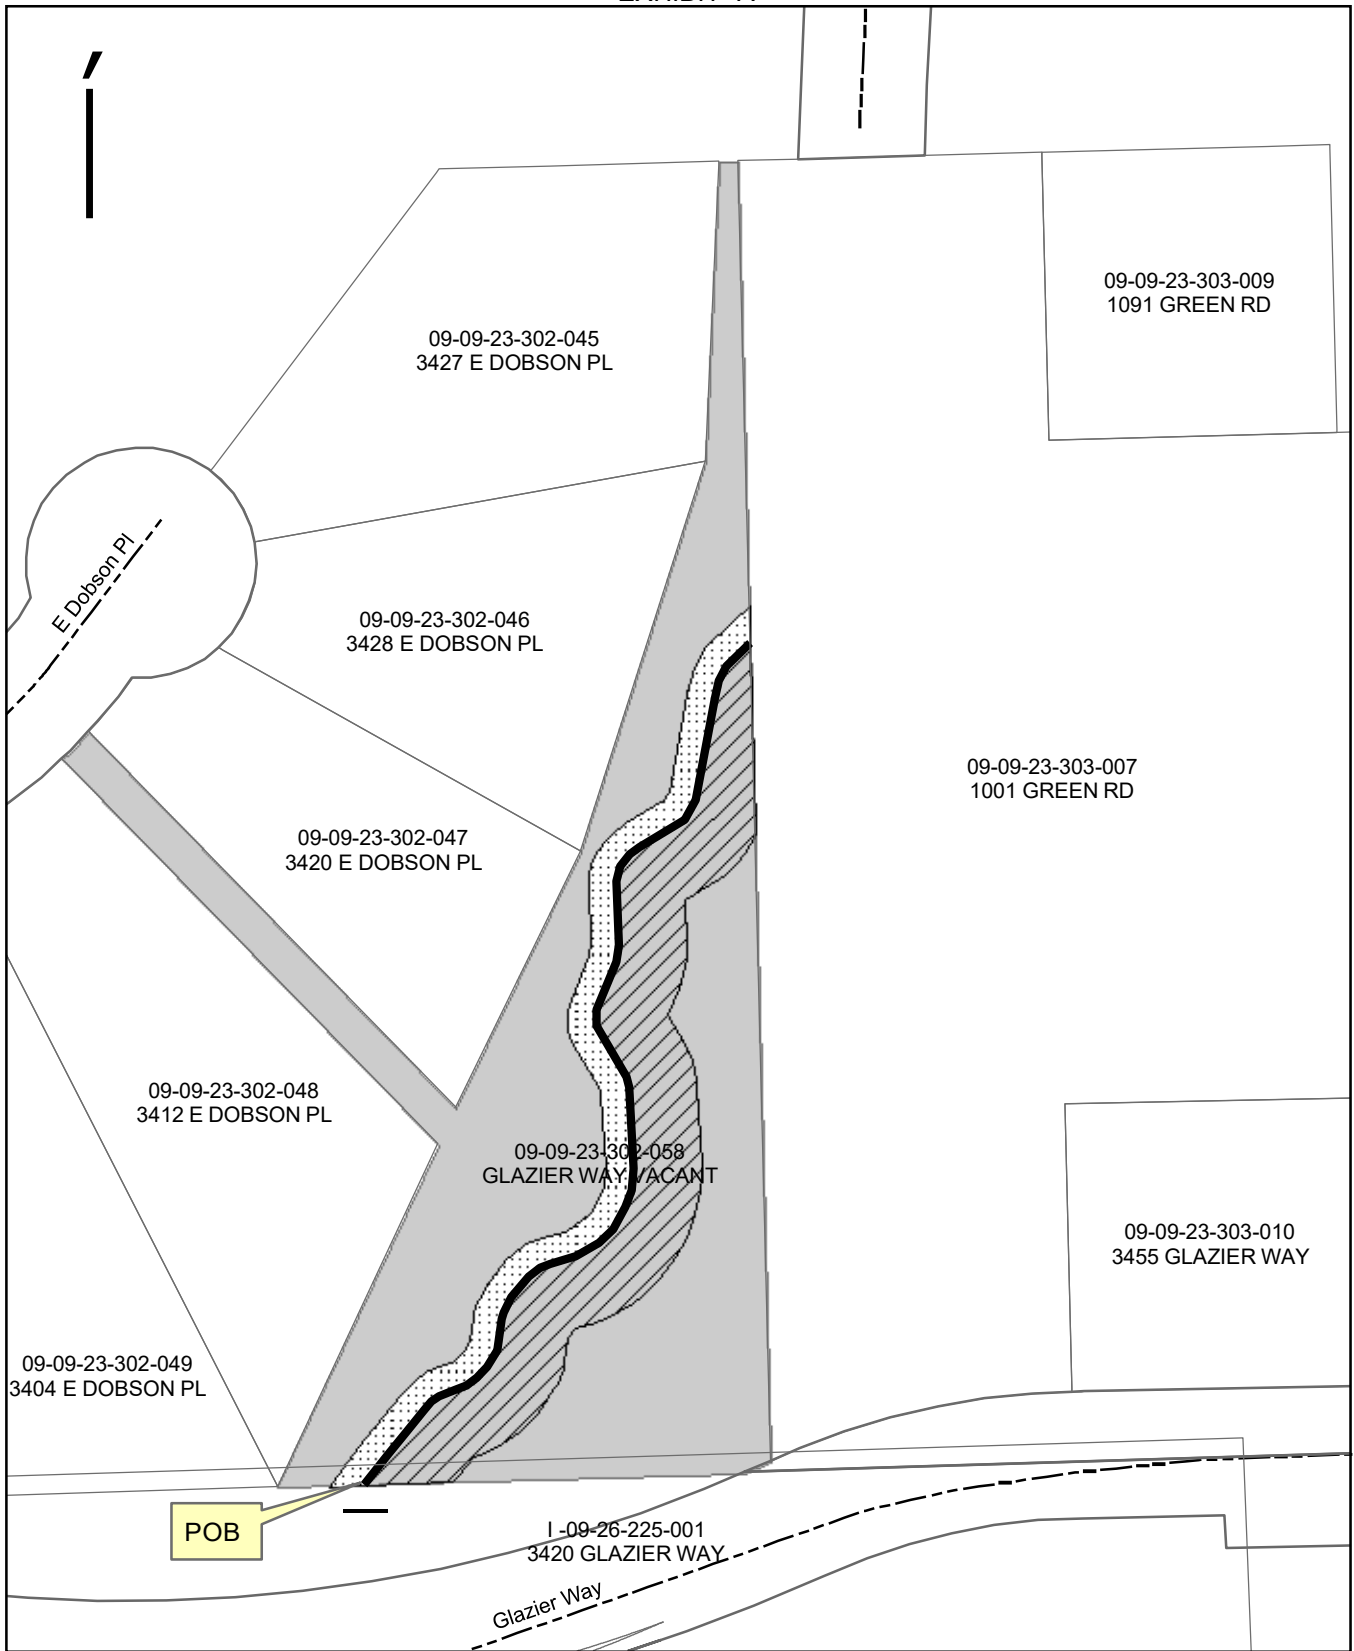 09-09-23-303-009
1091 GREEN RD
09-09-23-302-045
3427 E DOBSON PL
E Dobson Pl
09-09-23-302-046
3428 E DOBSON PL
09-09-23-303-007
1001 GREEN RD
09-09-23-302-047
3420 E DOBSON PL
09-09-23-302-048
3412 E DOBSON PL
09-09-23-302-058
GLAZIER WAY VACANT
09-09-23-303-010
3455 GLAZIER WAY
09-09-23-302-049
3404 E DOBSON PL
POB
I -09-26-225-001
3420 GLAZIER WAY
Glazier Way